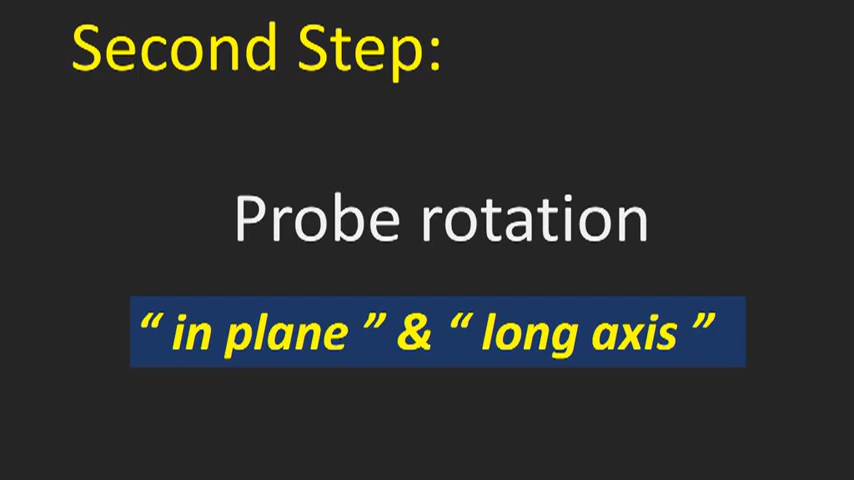 Second Step:
Probe rotation
“ in plane ” & “ long axis ”